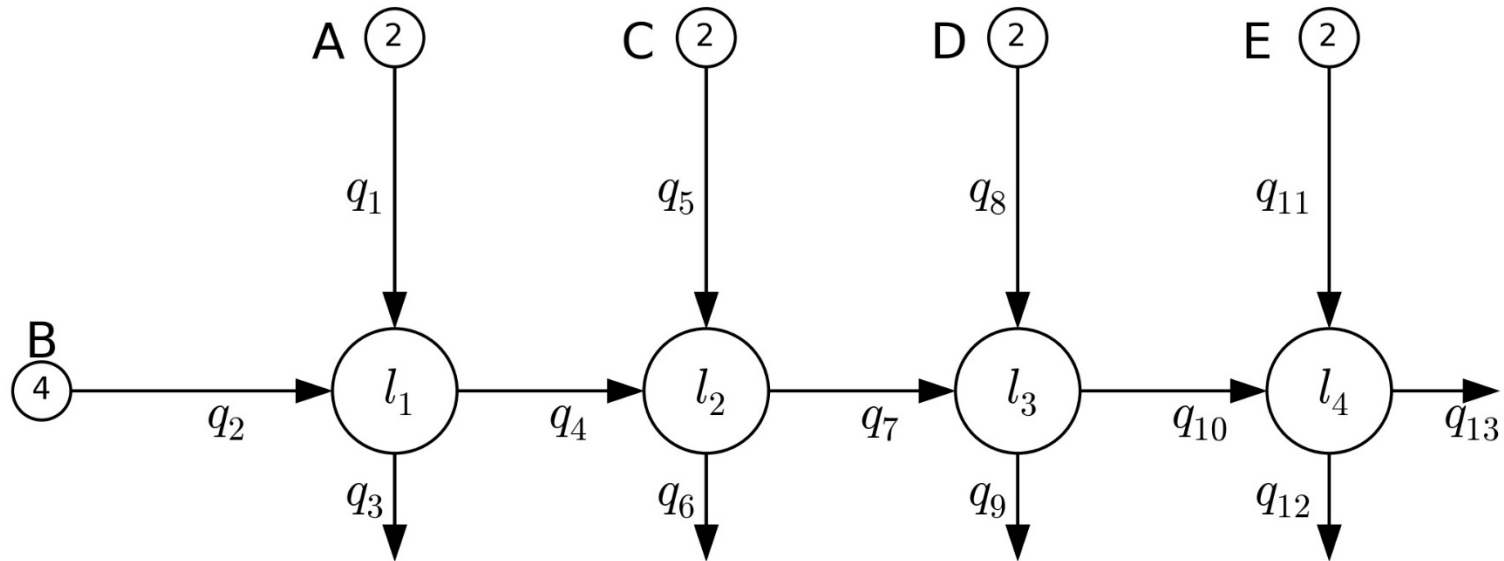 A 2 C 2 D 2 E 2
q₁ q₅ q₈ q₁₁
B
4 l₁ l₂ l₃ l₄
q₂ q₄ q₇ q₁₀ q₁₃
q₃ q₆ q₉ q₁₂